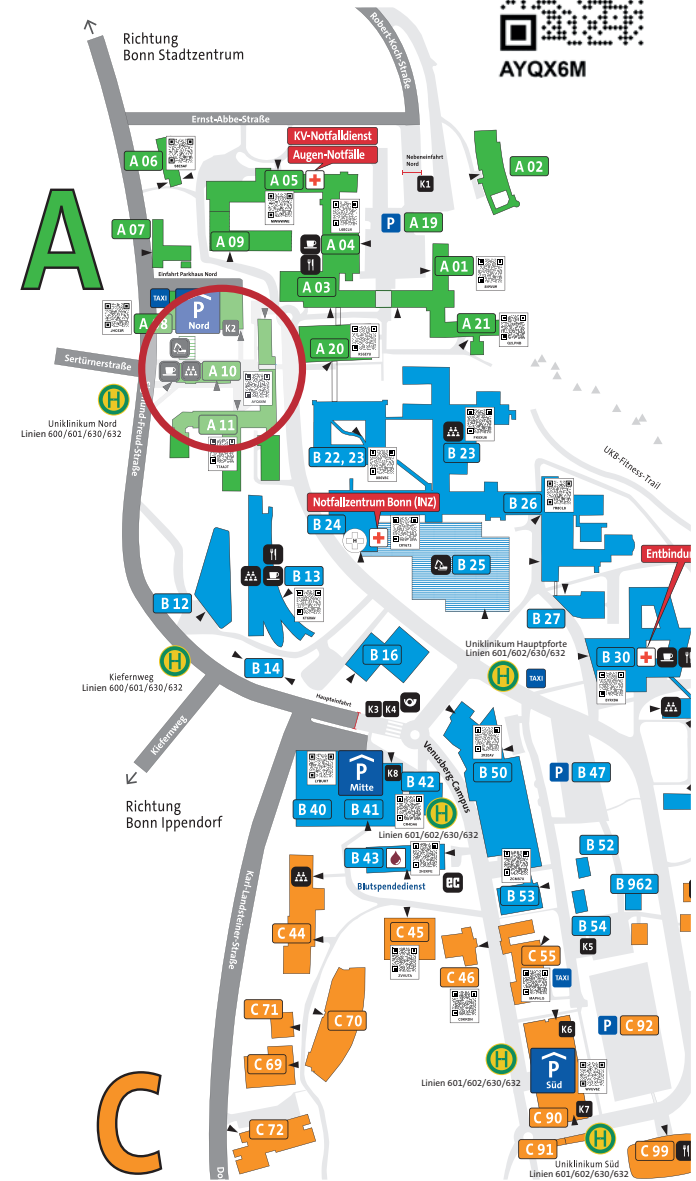 AYQX6M
Richtung
Bonn Stadtzentrum
Robert-Koch-Straße
Ernst-Abbe-Straße
KV-Notfalldienst
Augen-Notfälle
Nebeneinfahrt
Nord
A 06
A 05
K1
A 02
A
A 07
A 09
A 04
P A 19
A 03
A 01
Einfahrt Parkhaus Nord
TAXI
P
Nord
K2
A 20
A 21
Sertürnerstraße
A 10
AYQX6M
H
Uniklinikum Nord
Linien 600/601/630/632
A 11
B 22, 23
B 23
UKB-Fitness-Trail
Notfallzentrum Bonn (INZ)
B 24
H
B 26
B 25
B 13
B 12
B 27
B 16
B 14
B 30
H
Kiefernweg
Linien 600/601/630/632
Uniklinikum Hauptpforte
Linien 601/602/630/632
H
TAXI
Haupteinfahrt
K3 K4
Kiefernweg
Venusberg-Campus
Richtung
Bonn Ippendorf
P
Mitte
K8
B 42
B 40
B 41
B 50
P B 47
H
Linien 601/602/630/632
B 43
Blutspendedienst
ec
B 52
B 53
B 962
B 54
K5
Karl-Landsteiner-Straße
C 44
C 45
C 46
C 55
TAXI
C 71
C 70
C 69
K6
P C 92
H
Linien 601/602/630/632
P
Süd
K7
C
C 72
C 90
C 91
H
C 99
Uniklinikum Süd
Linien 601/602/630/632